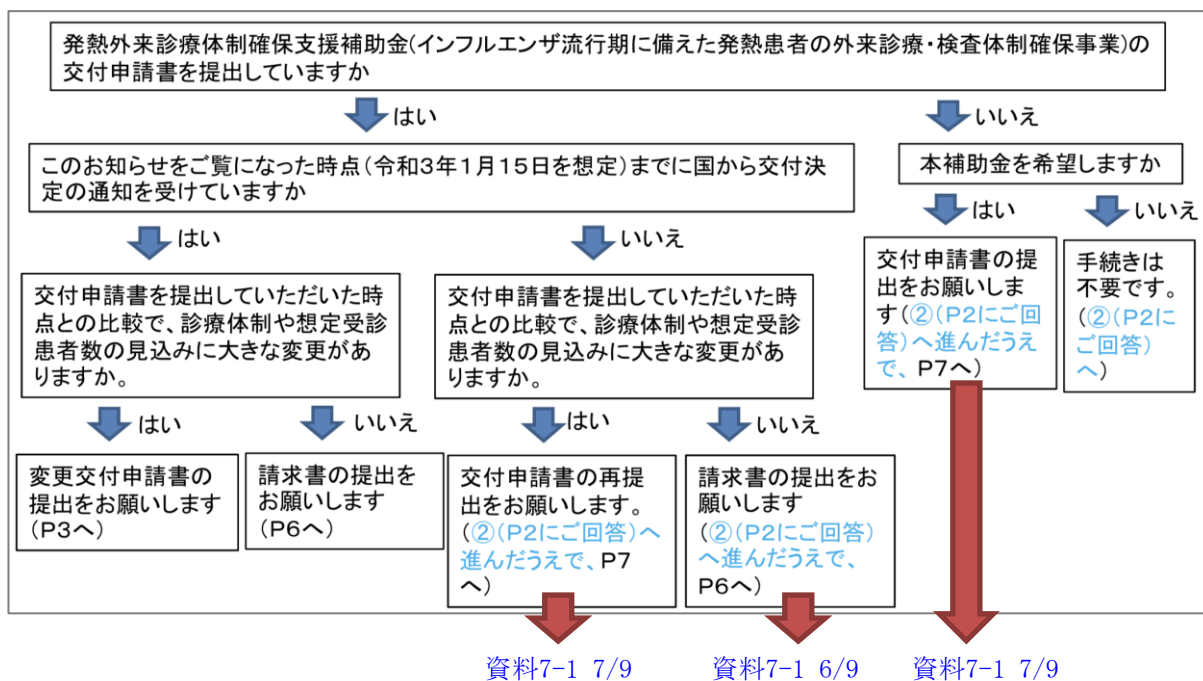 発熱外来診療体制確保支援補助金(インフルエンザ流行期に備えた発熱患者の外来診療・検査体制確保事業)の
交付申請書を提出していますか
はい
いいえ
このお知らせをご覧になった時点(令和3年1月15日を想定)までに国から交付決
定の通知を受けていますか
本補助金を希望しますか
はい
いいえ
はい
いいえ
交付申請書を提出していただいた時
点との比較で、診療体制や想定受診
患者数の見込みに大きな変更があ
りますか。
交付申請書を提出していただいた時
点との比較で、診療体制や想定受診
患者数の見込みに大きな変更があ
りますか。
交付申請書の提
出をお願いしま
す(②(P2にご回
答)へ進んだうえ
で、P7へ)
手続きは
不要です。
(②(P2に
ご回答)
へ)
はい
いいえ
はい
いいえ
変更交付申請書の
提出をお願いします
(P3へ)
請求書の提出を
お願いします
(P6へ)
交付申請書の再提
出をお願いします。
(②(P2にご回答)へ
進んだうえで、P7
へ)
請求書の提出をお
願いします
(②(P2にご回答)
へ進んだうえで、
P6へ)
資料7-1 7/9
資料7-1 6/9
資料7-1 7/9